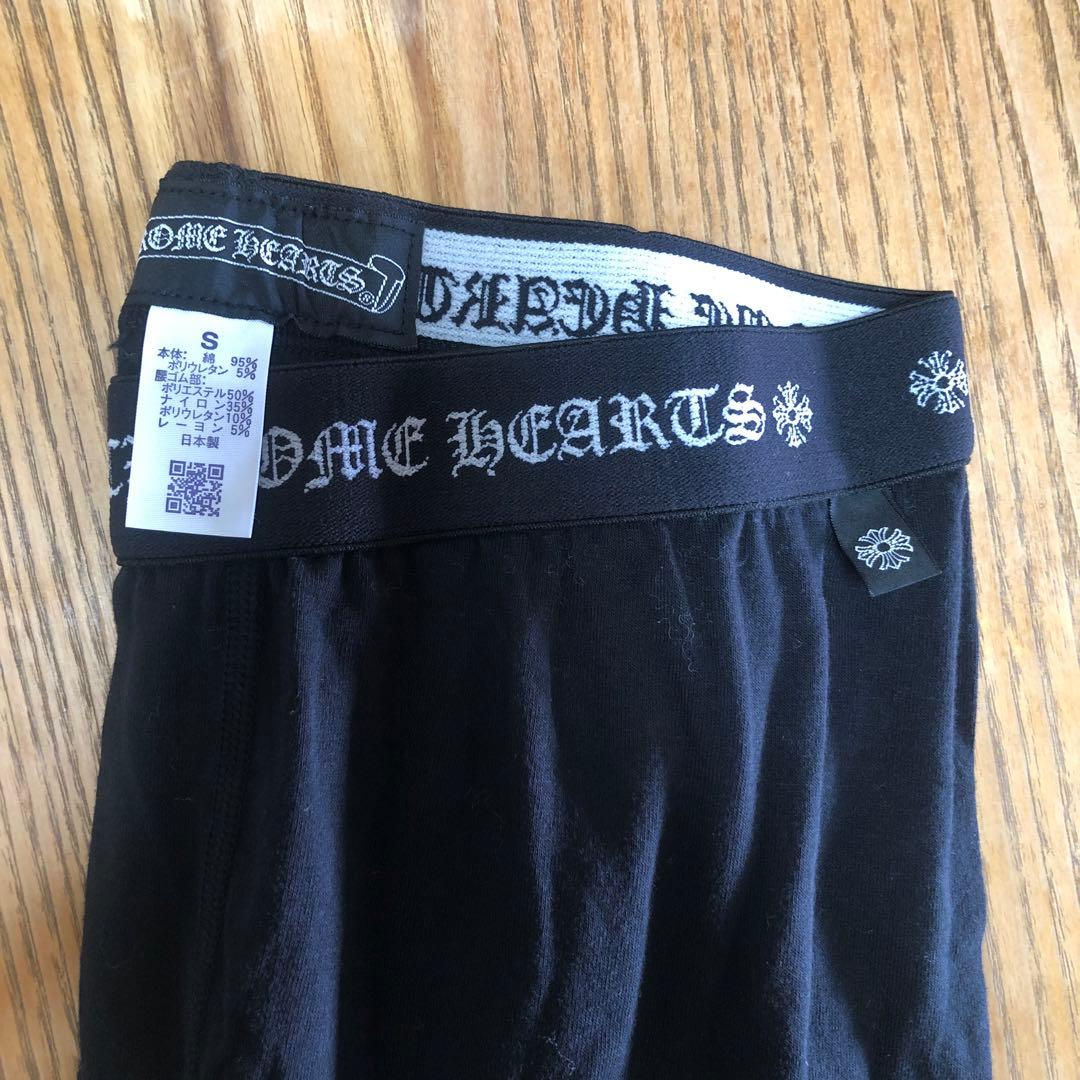 ROME HEARTS®
S
本体: 綿 95%
ポリウレタン 5%
腰ゴム部:
ポリエステル50%
ナイロン35%
ポリウレタン10%
レーヨン 5%
日本製
OME HEARTS